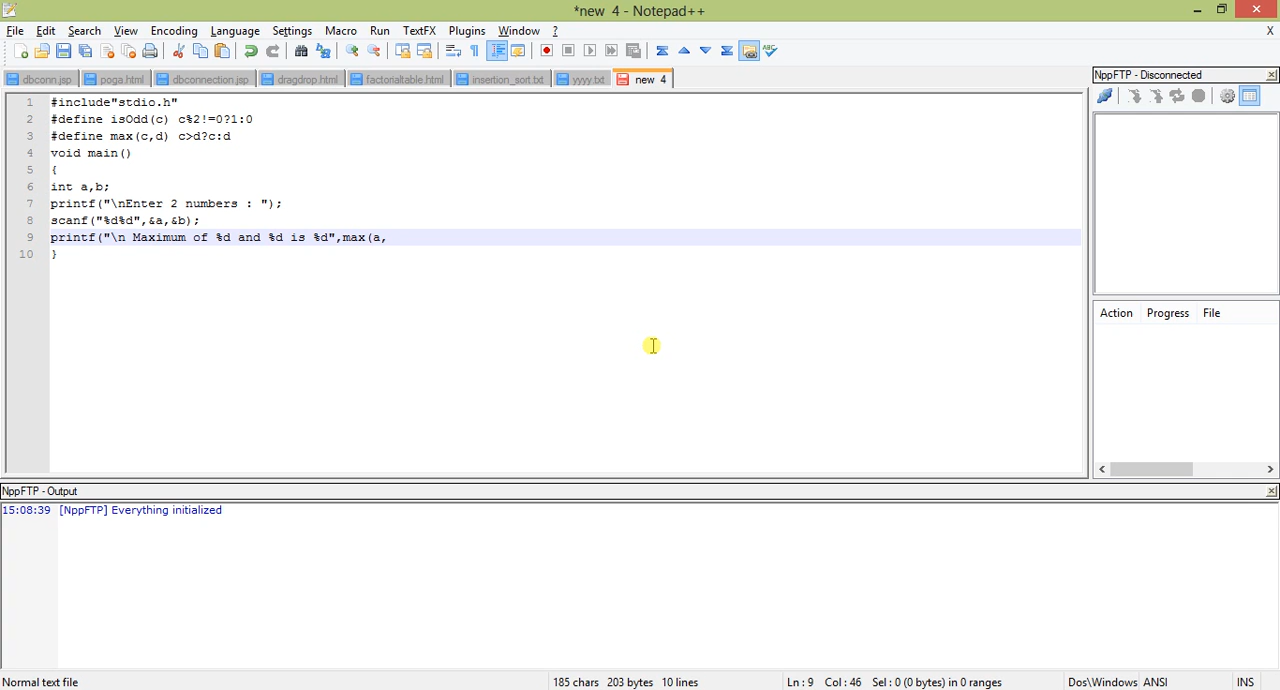 *new 4 - Notepad++
File Edit Search View Encoding Language Settings Macro Run TextFX Plugins Window ? X
dbconn.jsp poga.html dbconnection.jsp dragdrop.html factorialtable.html insertion_sort.txt yyyy.txt new 4
NppFTP - Disconnected
1 #include"stdio.h"
2 #define isOdd(c) c%2!=0?1:0
3 #define max(c,d) c>d?c:d
4 void main()
5 {
6 int a,b;
7 printf("\nEnter 2 numbers : ");
8 scanf("%d%d",&a,&b);
9 printf("\n Maximum of %d and %d is %d",max(a,
10 }
Action Progress File
NppFTP - Output
15:08:39 [NppFTP] Everything initialized
Normal text file 185 chars 203 bytes 10 lines Ln : 9 Col : 46 Sel : 0 (0 bytes) in 0 ranges Dos\Windows ANSI INS